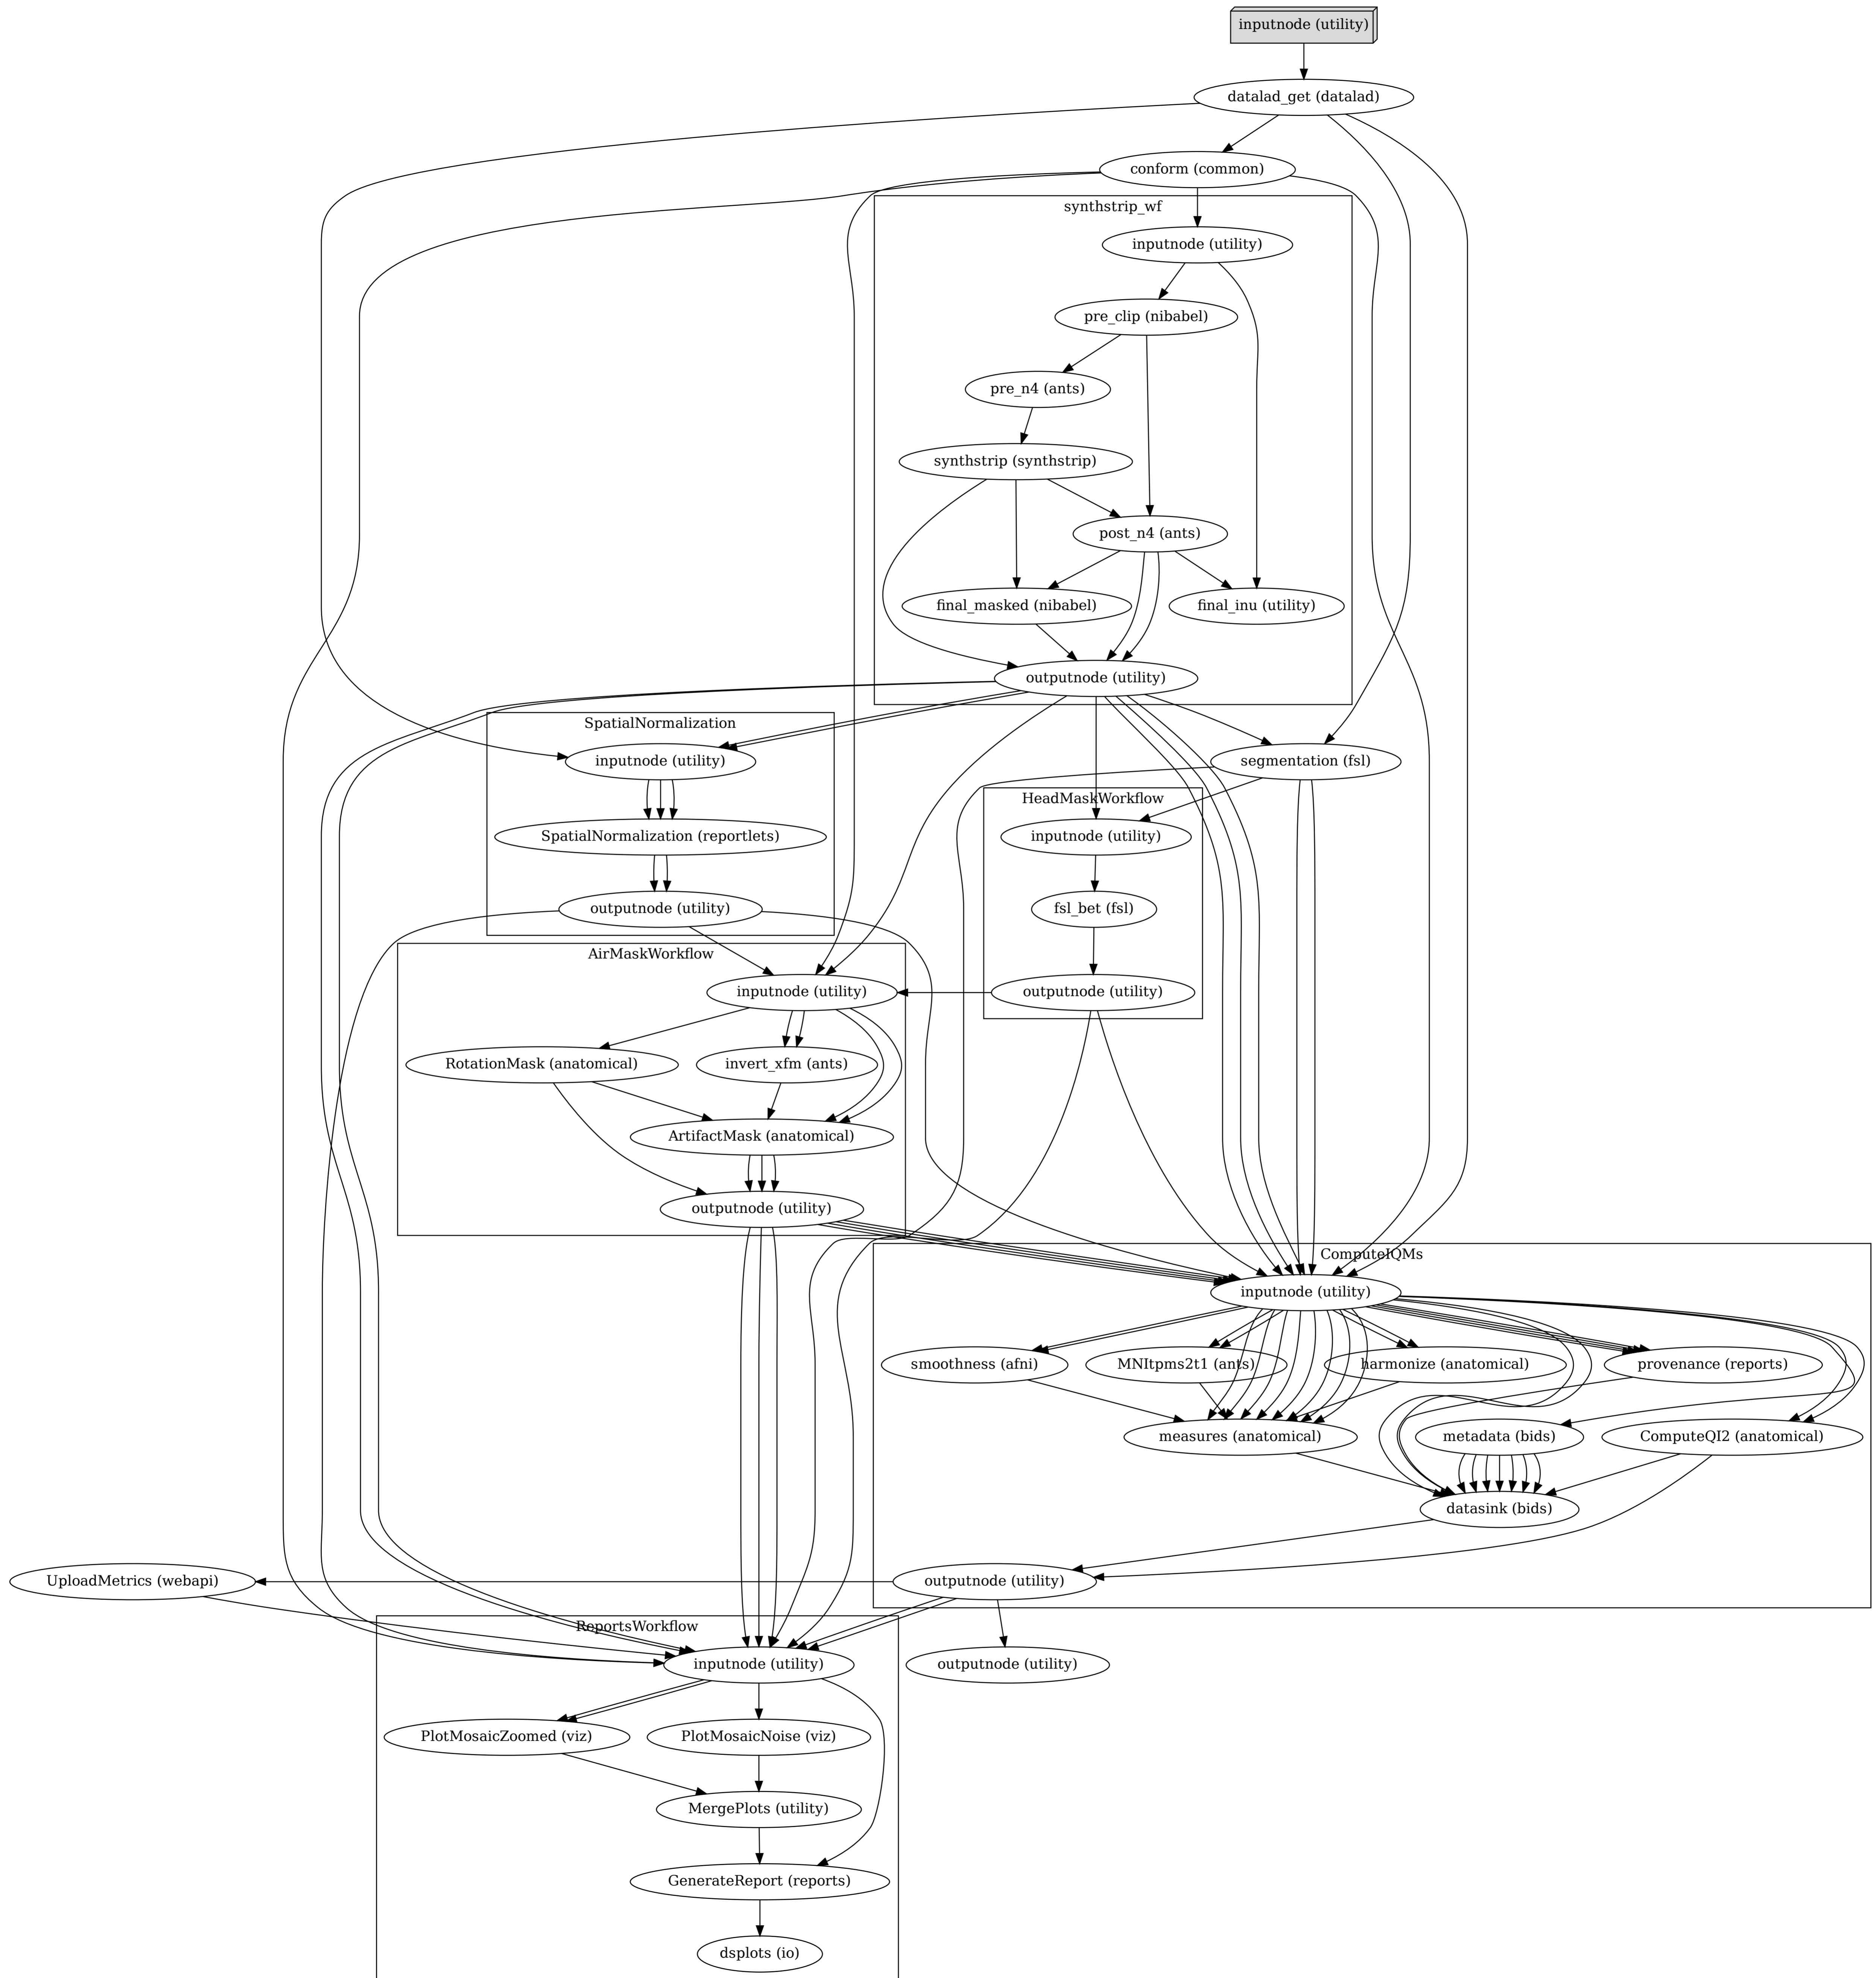 inputnode (utility)
datalad_get (datalad)
conform (common)
synthstrip_wf
inputnode (utility)
pre_clip (nibabel)
pre_n4 (ants)
synthstrip (synthstrip)
post_n4 (ants)
final_masked (nibabel)
final_inu (utility)
outputnode (utility)
SpatialNormalization
inputnode (utility)
segmentation (fsl)
HeadMaskWorkflow
SpatialNormalization (reportlets)
inputnode (utility)
outputnode (utility)
fsl_bet (fsl)
AirMaskWorkflow
inputnode (utility)
outputnode (utility)
RotationMask (anatomical)
invert_xfm (ants)
ArtifactMask (anatomical)
outputnode (utility)
ComputeIQMs
inputnode (utility)
smoothness (afni)
MNItpms2t1 (ants)
harmonize (anatomical)
provenance (reports)
measures (anatomical)
metadata (bids)
ComputeQI2 (anatomical)
datasink (bids)
UploadMetrics (webapi)
outputnode (utility)
ReportsWorkflow
inputnode (utility)
outputnode (utility)
PlotMosaicZoomed (viz)
PlotMosaicNoise (viz)
MergePlots (utility)
GenerateReport (reports)
dsplots (io)